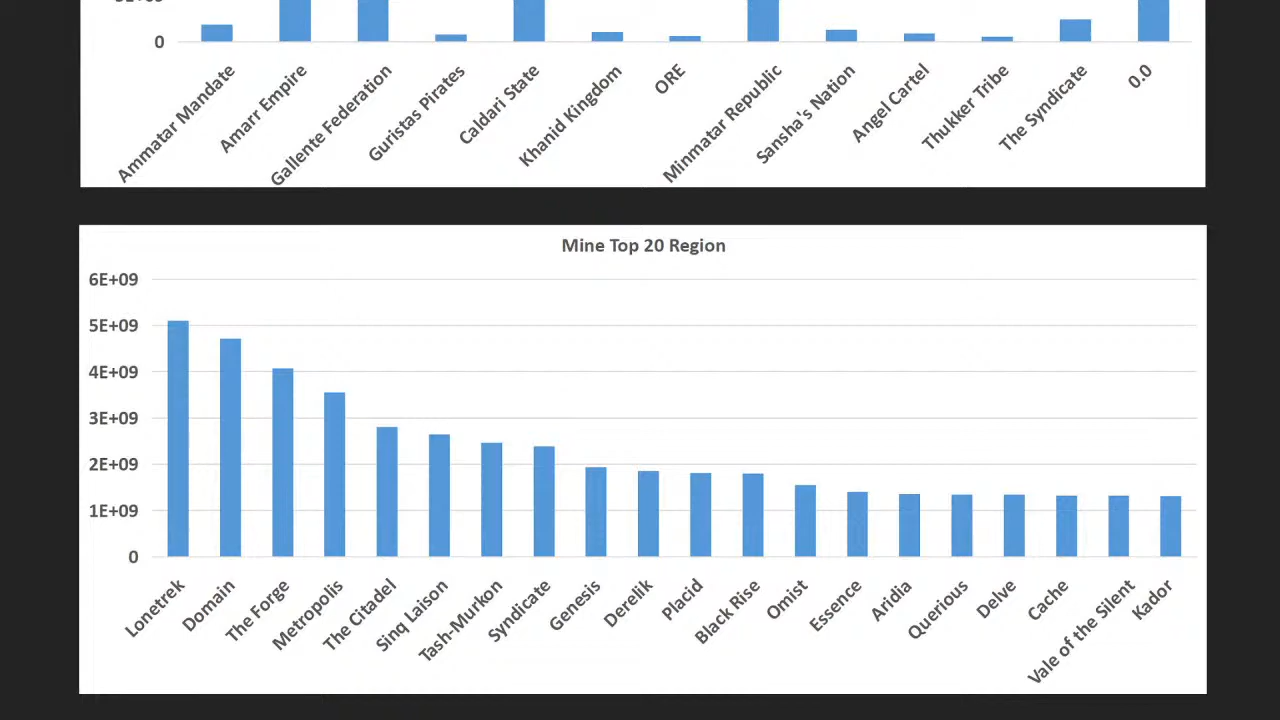 0
Ammatar Mandate
Amarr Empire
Gallente Federation
Guristas Pirates
Caldari State
Khanid Kingdom
ORE
Minmatar Republic
Sansha's Nation
Angel Cartel
Thukker Tribe
The Syndicate
0.0
Mine Top 20 Region
6E+09
5E+09
4E+09
3E+09
2E+09
1E+09
0
Lonetrek
Domain
The Forge
Metropolis
The Citadel
Sinq Laison
Tash-Murkon
Syndicate
Genesis
Derelik
Placid
Black Rise
Omist
Essence
Aridia
Querious
Delve
Cache
Vale of the Silent
Kador